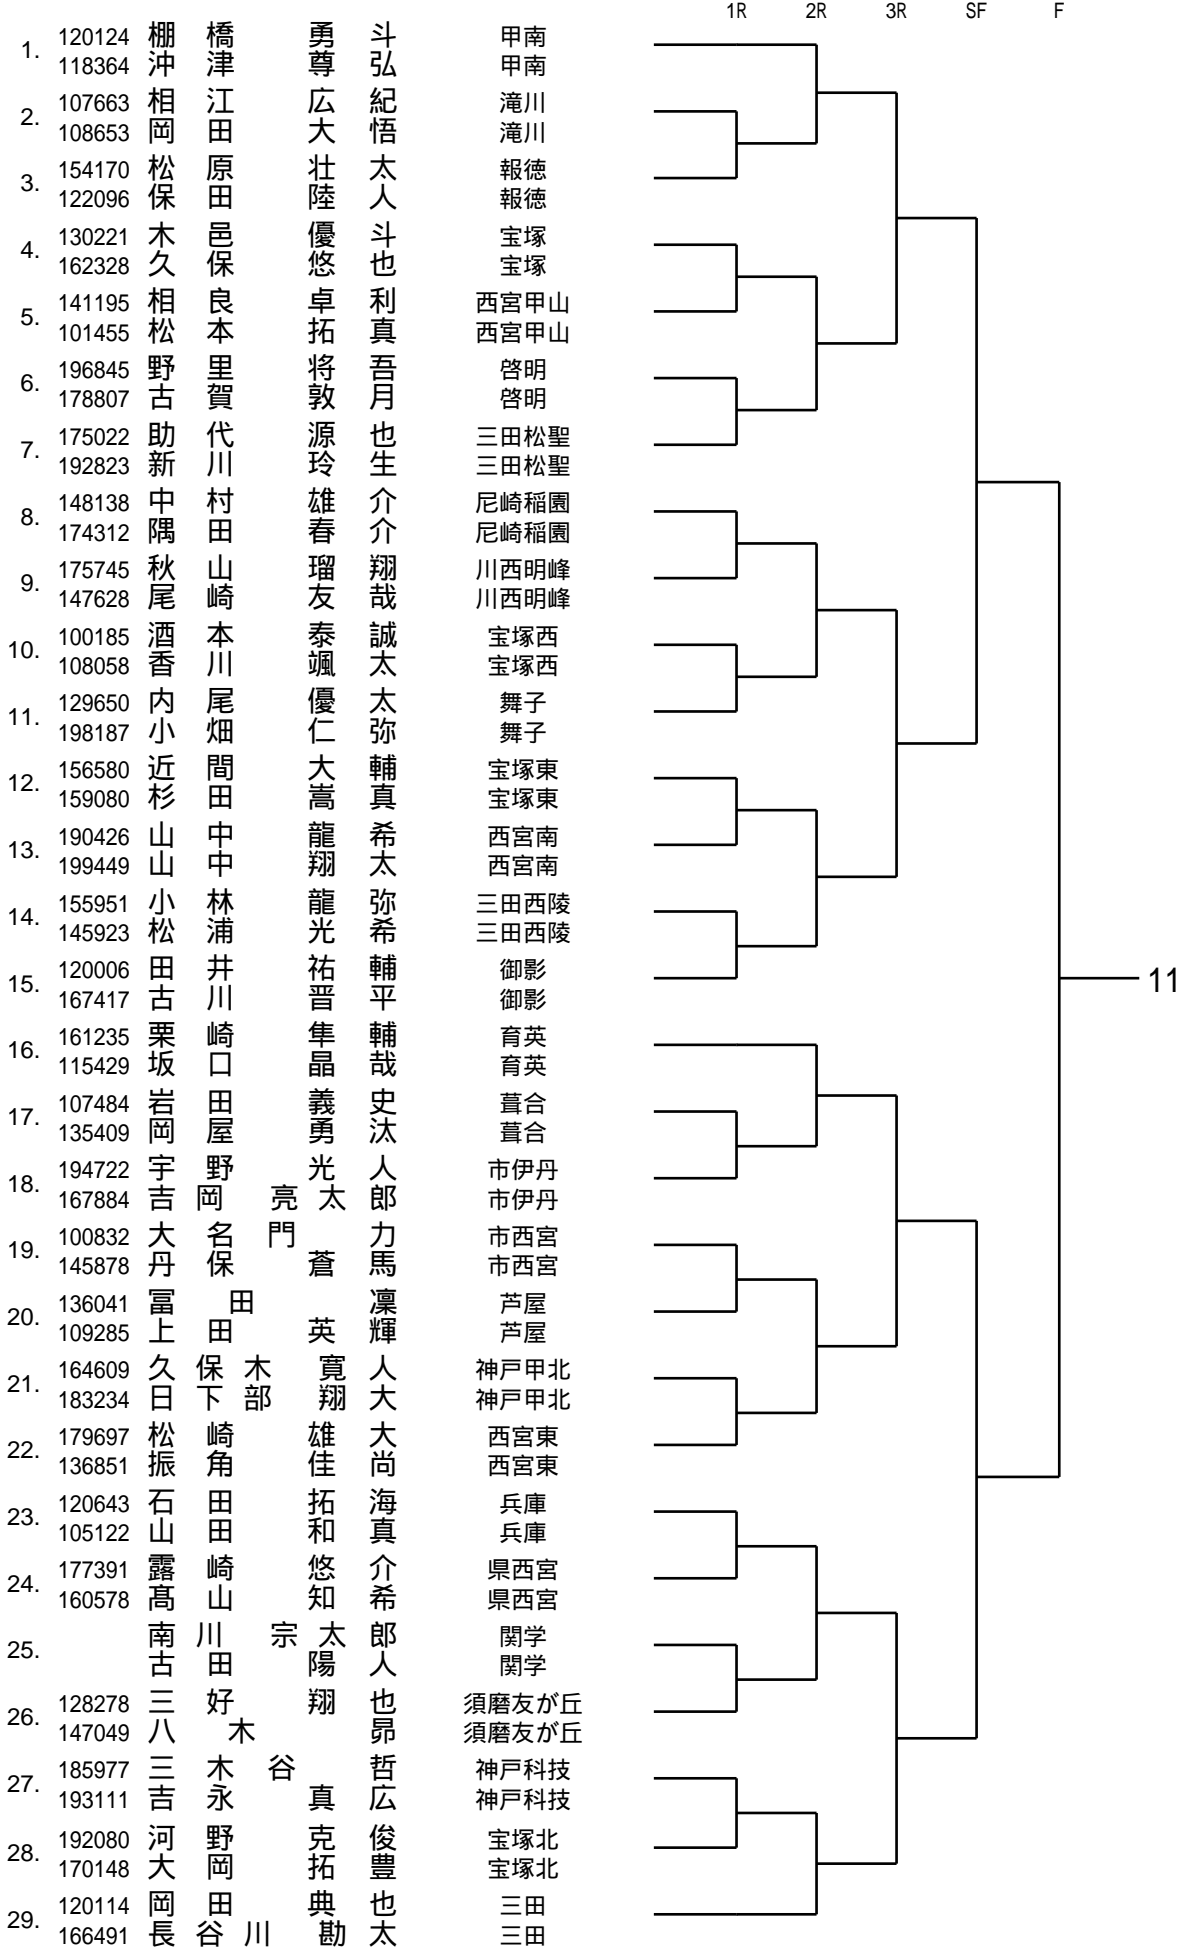 1R 2R 3R SF F
1. 120124 棚橋 勇斗 甲南
118364 沖津 尊弘 甲南
2. 107663 相江 広紀 滝川
108653 岡田 大悟 滝川
3. 154170 松原 壮太 報徳
122096 保田 陸人 報徳
4. 130221 木邑 優斗 宝塚
162328 久保 悠也 宝塚
5. 141195 相良 卓利 西宮甲山
101455 松本 拓真 西宮甲山
6. 196845 野里 将吾 啓明
178807 古賀 敦月 啓明
7. 175022 助代 源也 三田松聖
192823 新川 玲生 三田松聖
8. 148138 中村 雄介 尼崎稲園
174312 隅田 春介 尼崎稲園
9. 175745 秋山 瑠翔 川西明峰
147628 尾崎 友哉 川西明峰
10. 100185 酒本 泰誠 宝塚西
108058 香川 颯太 宝塚西
11. 129650 内尾 優太 舞子
198187 小畑 仁弥 舞子
12. 156580 近間 大輔 宝塚東
159080 杉田 嵩真 宝塚東
13. 190426 山中 龍希 西宮南
199449 山中 翔太 西宮南
14. 155951 小林 龍弥 三田西陵
145923 松浦 光希 三田西陵
15. 120006 田井 祐輔 御影
167417 古川 晋平 御影
11
16. 161235 栗崎 隼輔 育英
115429 坂口 晶哉 育英
17. 107484 岩田 義史 葺合
135409 岡屋 勇汰 葺合
18. 194722 宇野 光人 市伊丹
167884 吉岡 亮太郎 市伊丹
19. 100832 大名門 力 市西宮
145878 丹保 蒼馬 市西宮
20. 136041 冨田 凜 芦屋
109285 上田 英輝 芦屋
21. 164609 久保木 寛人 神戸甲北
183234 日下部 翔大 神戸甲北
22. 179697 松崎 雄大 西宮東
136851 振角 佳尚 西宮東
23. 120643 石田 拓海 兵庫
105122 山田 和真 兵庫
24. 177391 露崎 悠介 県西宮
160578 髙山 知希 県西宮
25. 南川 宗太郎 関学
古田 陽人 関学
26. 128278 三好 翔也 須磨友が丘
147049 八木 昴 須磨友が丘
27. 185977 三木谷 哲 神戸科技
193111 吉永 真広 神戸科技
28. 192080 河野 克俊 宝塚北
170148 大岡 拓豊 宝塚北
29. 120114 岡田 典也 三田
166491 長谷川 勘太 三田